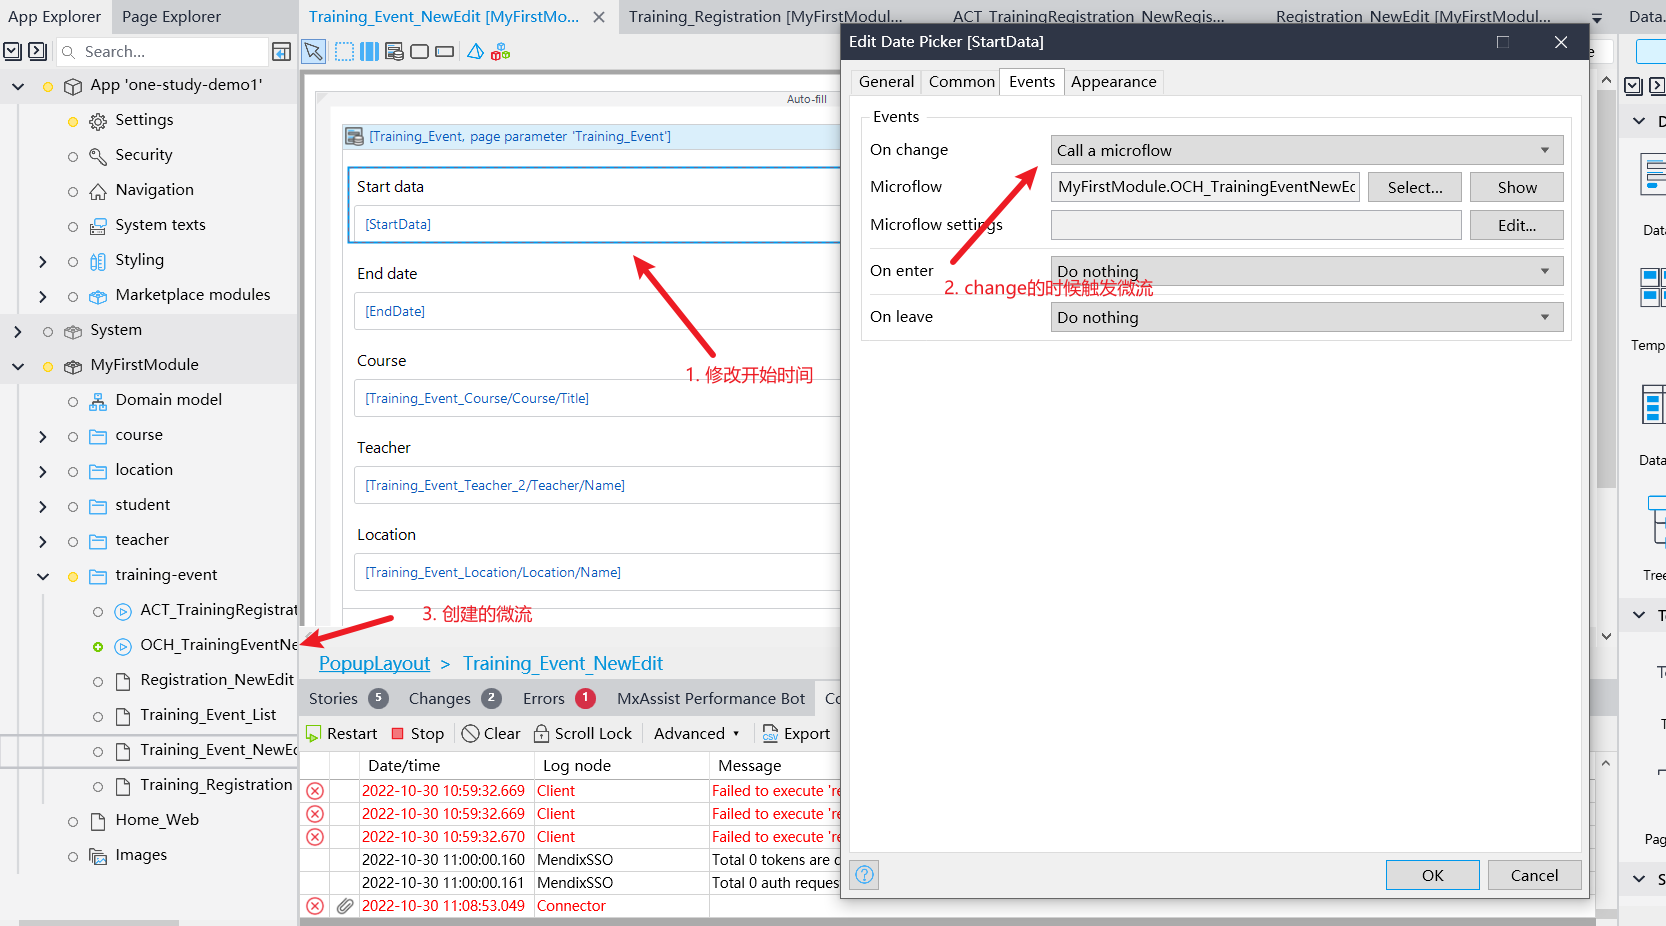 App Explorer
Page Explorer
Training_Event_NewEdit [MyFirstMo...
Training_Registration [MyFirstModul...
ACT_TrainingRegistration_NewRegis...
Registration_NewEdit [MyFirstModul...
Data.
Search...
App 'one-study-demo1'
Settings
Security
Navigation
System texts
Styling
Marketplace modules
System
MyFirstModule
Domain model
course
location
student
teacher
training-event
ACT_TrainingRegistrat
OCH_TrainingEventNe
Registration_NewEdit
Training_Event_List
Training_Event_NewEd
Training_Registration
Home_Web
Images
Auto-fill
[Training_Event, page parameter 'Training_Event']
Start data
[StartData]
End date
[EndDate]
1. 修改开始时间
Course
[Training_Event_Course/Course/Title]
Teacher
[Training_Event_Teacher_2/Teacher/Name]
Location
[Training_Event_Location/Location/Name]
3. 创建的微流
PopupLayout > Training_Event_NewEdit
Stories 5
Changes 2
Errors 1
MxAssist Performance Bot
Co
Restart
Stop
Clear
Scroll Lock
Advanced
Export
Date/time Log node Message
2022-10-30 10:59:32.669 Client Failed to execute 're
2022-10-30 10:59:32.669 Client Failed to execute 're
2022-10-30 10:59:32.670 Client Failed to execute 're
2022-10-30 11:00:00.160 MendixSSO Total 0 tokens are d
2022-10-30 11:00:00.161 MendixSSO Total 0 auth reques
2022-10-30 11:08:53.049 Connector
Edit Date Picker [StartData]
General
Common
Events
Appearance
Events
On change
Call a microflow
Microflow
MyFirstModule.OCH_TrainingEventNewEc
Select...
Show
Microflow settings
Edit...
On enter
Do nothing
2. change的时候触发微流
On leave
Do nothing
OK
Cancel
e
D
Data
Temp
Data
Tree
To
Te
T
Pag
S